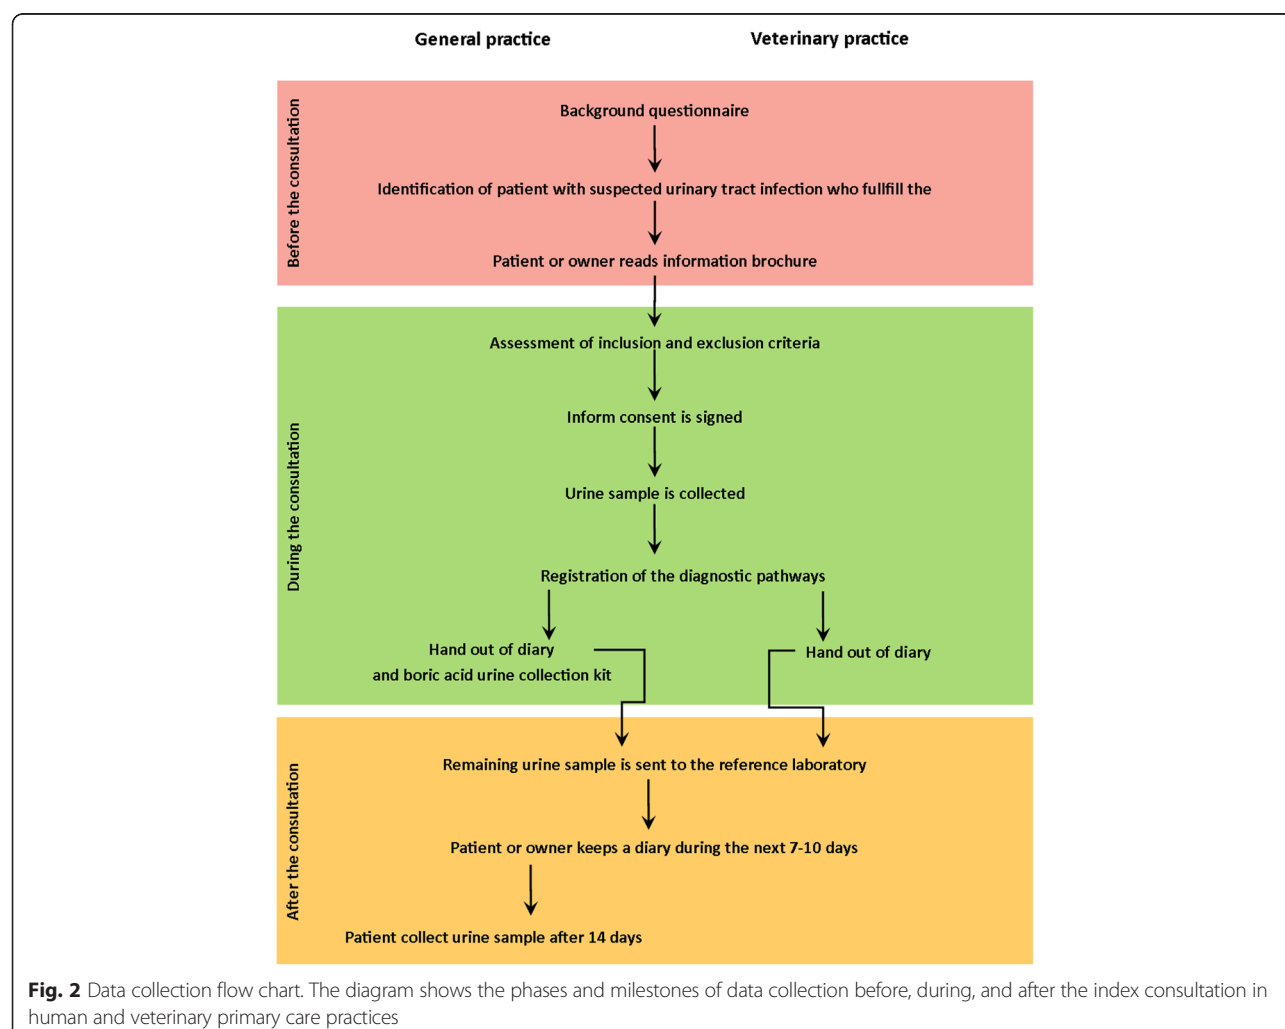 General practice
Veterinary practice
Before the consultation
Background questionnaire
Identification of patient with suspected urinary tract infection who fullfill the
Patient or owner reads information brochure
During the consultation
Assessment of inclusion and exclusion criteria
Inform consent is signed
Urine sample is collected
Registration of the diagnostic pathways
Hand out of diary
and boric acid urine collection kit
Hand out of diary
After the consultation
Remaining urine sample is sent to the reference laboratory
Patient or owner keeps a diary during the next 7-10 days
Patient collect urine sample after 14 days
Fig. 2 Data collection flow chart. The diagram shows the phases and milestones of data collection before, during, and after the index consultation in
human and veterinary primary care practices